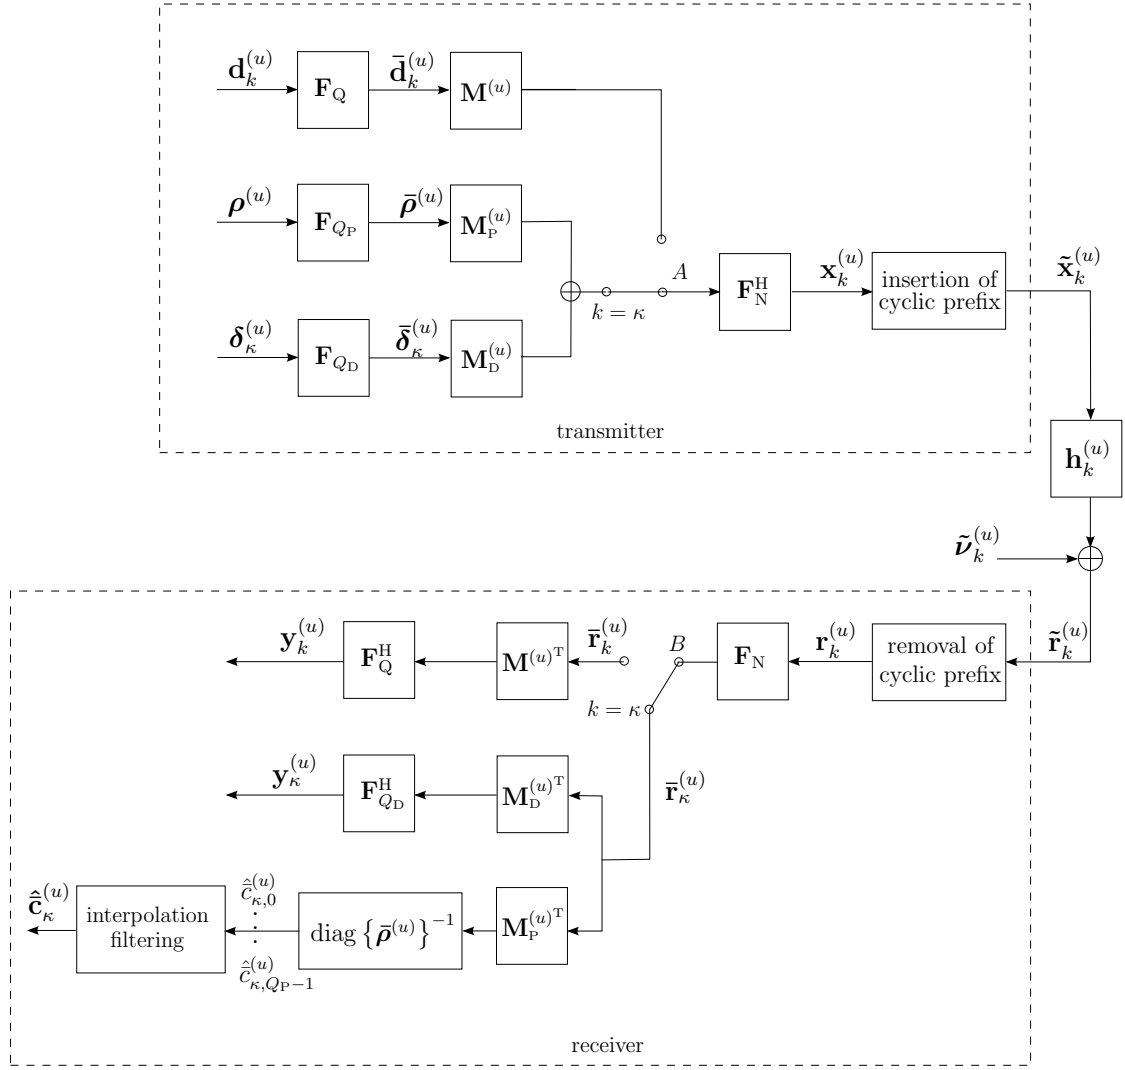 𝐝_k^(u)
𝐅_Q
𝐝̄_k^(u)
𝐌^(u)
𝝆^(u)
𝐅_{Q_P}
𝝆̄^(u)
𝐌_P^(u)
A
k = κ
𝐅_N^H
𝐱_k^(u)
insertion of
cyclic prefix
𝐱̃_k^(u)
𝜹_κ^(u)
𝐅_{Q_D}
𝜹̄_κ^(u)
𝐌_D^(u)
transmitter
𝐡_k^(u)
𝝂̃_k^(u)
𝐲_k^(u)
𝐅_Q^H
𝐌^(u)^T
𝐫̄_k^(u)
B
k = κ
𝐅_N
𝐫_k^(u)
removal of
cyclic prefix
𝐫̃_k^(u)
𝐲_κ^(u)
𝐅_{Q_D}^H
𝐌_D^(u)^T
𝐫̄_κ^(u)
𝐜̄̂_κ^(u)
interpolation
filtering
c̄̂_{κ,0}^(u)
⋮
c̄̂_{κ,Q_P−1}^(u)
diag {𝝆̄^(u)}^−1
𝐌_P^(u)^T
receiver